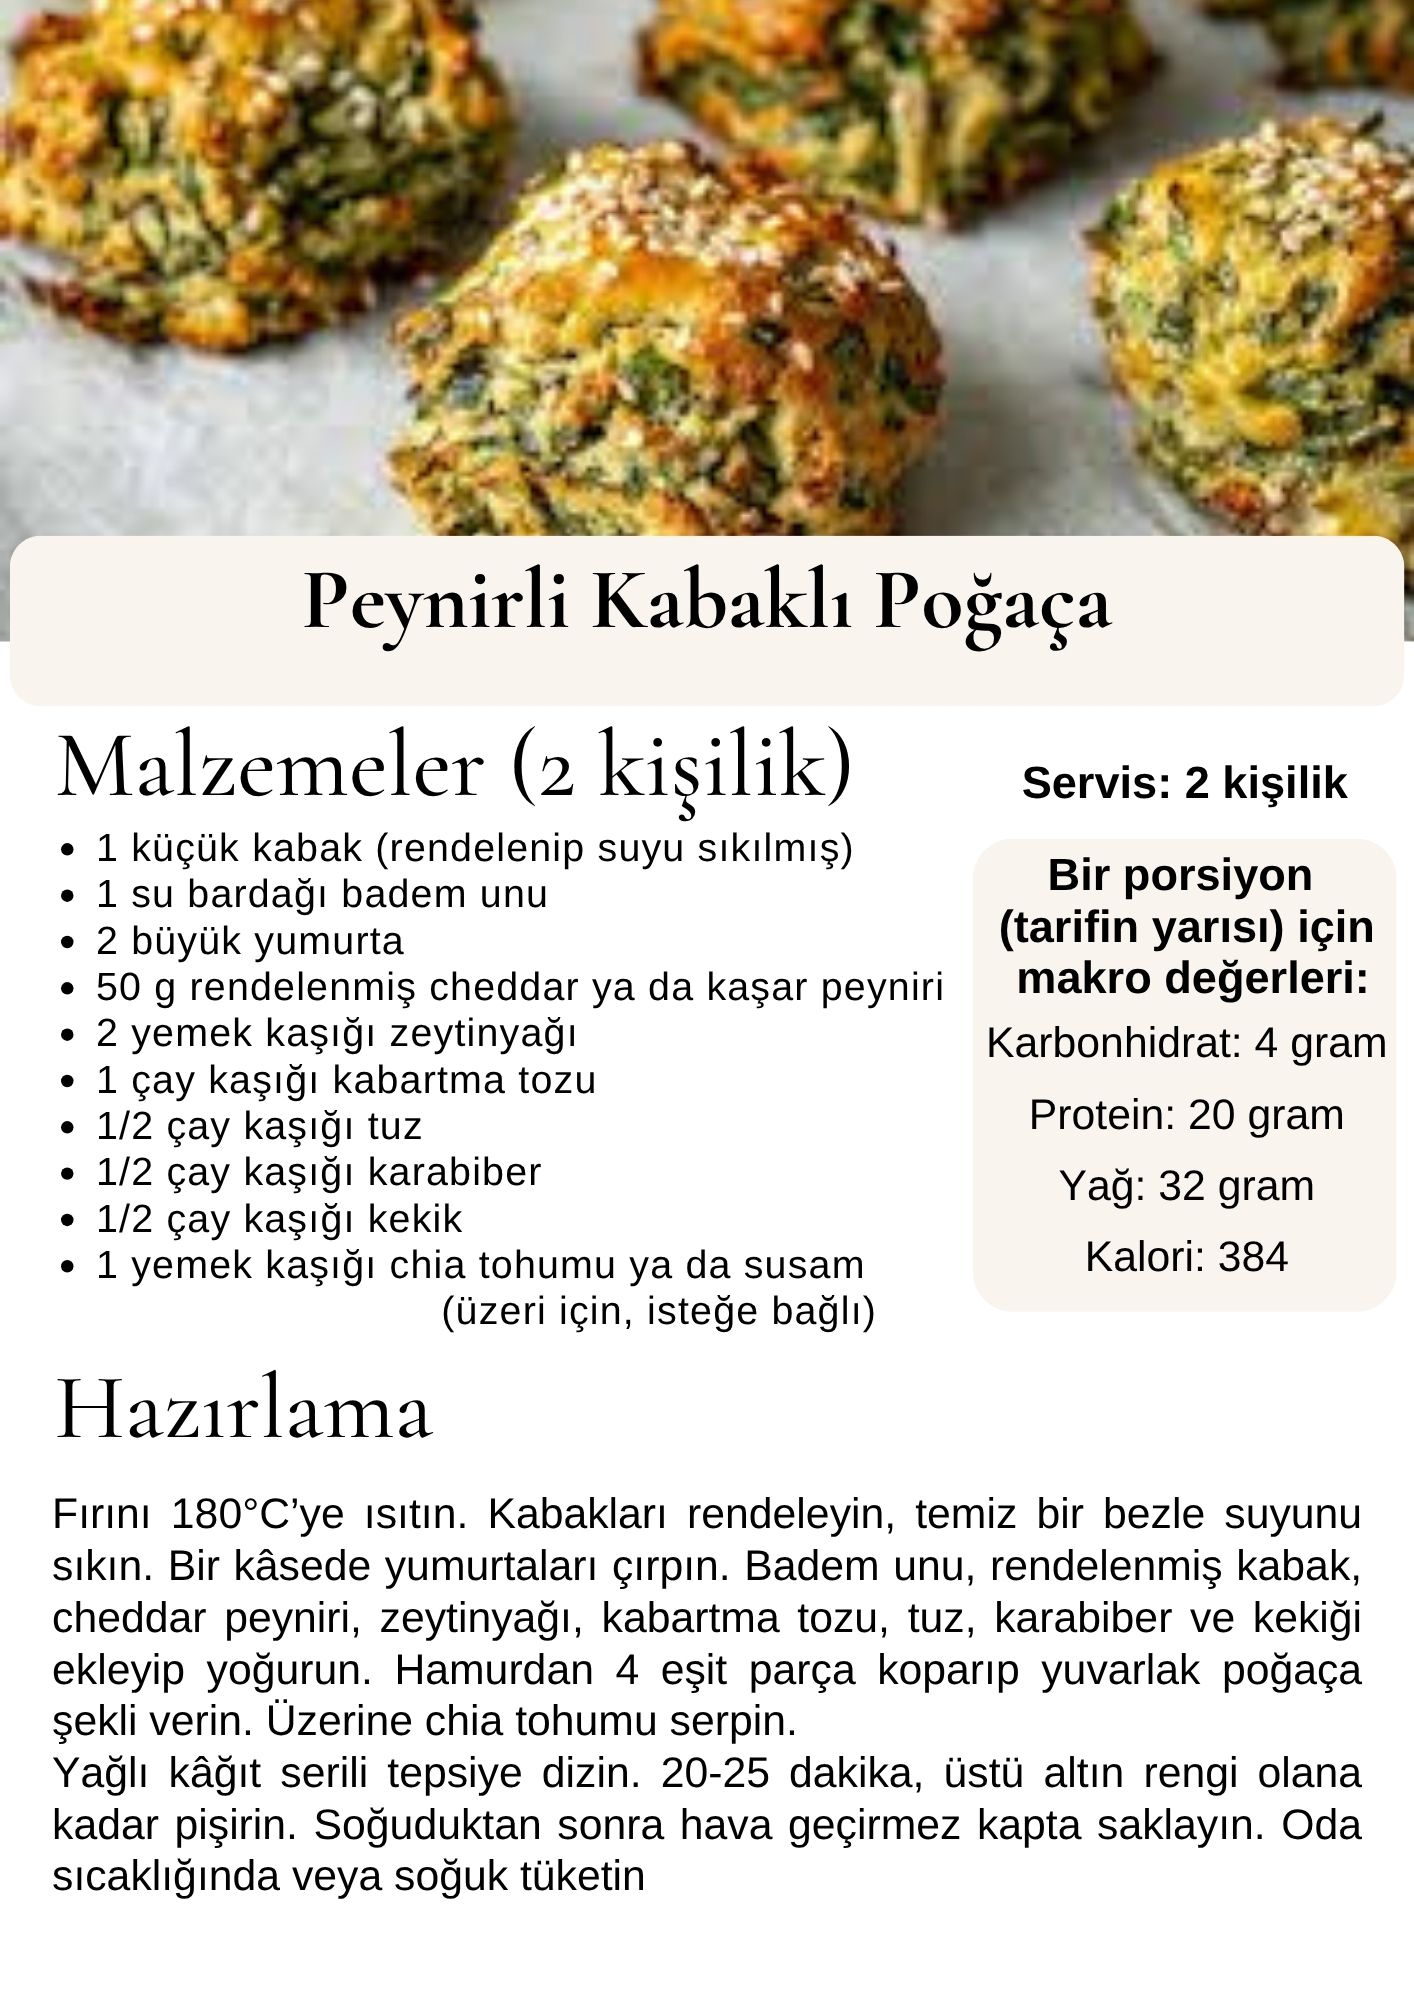 Peynirli Kabaklı Poğaça
Malzemeler (2 kişilik)
• 1 küçük kabak (rendelenip suyu sıkılmış)
• 1 su bardağı badem unu
• 2 büyük yumurta
• 50 g rendelenmiş cheddar ya da kaşar peyniri
• 2 yemek kaşığı zeytinyağı
• 1 çay kaşığı kabartma tozu
• 1/2 çay kaşığı tuz
• 1/2 çay kaşığı karabiber
• 1/2 çay kaşığı kekik
• 1 yemek kaşığı chia tohumu ya da susam
(üzeri için, isteğe bağlı)
Servis: 2 kişilik
Bir porsiyon
(tarifin yarısı) için
makro değerleri:
Karbonhidrat: 4 gram
Protein: 20 gram
Yağ: 32 gram
Kalori: 384
Hazırlama
Fırını 180°C’ye ısıtın. Kabakları rendeleyin, temiz bir bezle suyunu
sıkın. Bir kâsede yumurtaları çırpın. Badem unu, rendelenmiş kabak,
cheddar peyniri, zeytinyağı, kabartma tozu, tuz, karabiber ve kekiği
ekleyip yoğurun. Hamurdan 4 eşit parça koparıp yuvarlak poğaça
şekli verin. Üzerine chia tohumu serpin.
Yağlı kâğıt serili tepsiye dizin. 20-25 dakika, üstü altın rengi olana
kadar pişirin. Soğuduktan sonra hava geçirmez kapta saklayın. Oda
sıcaklığında veya soğuk tüketin